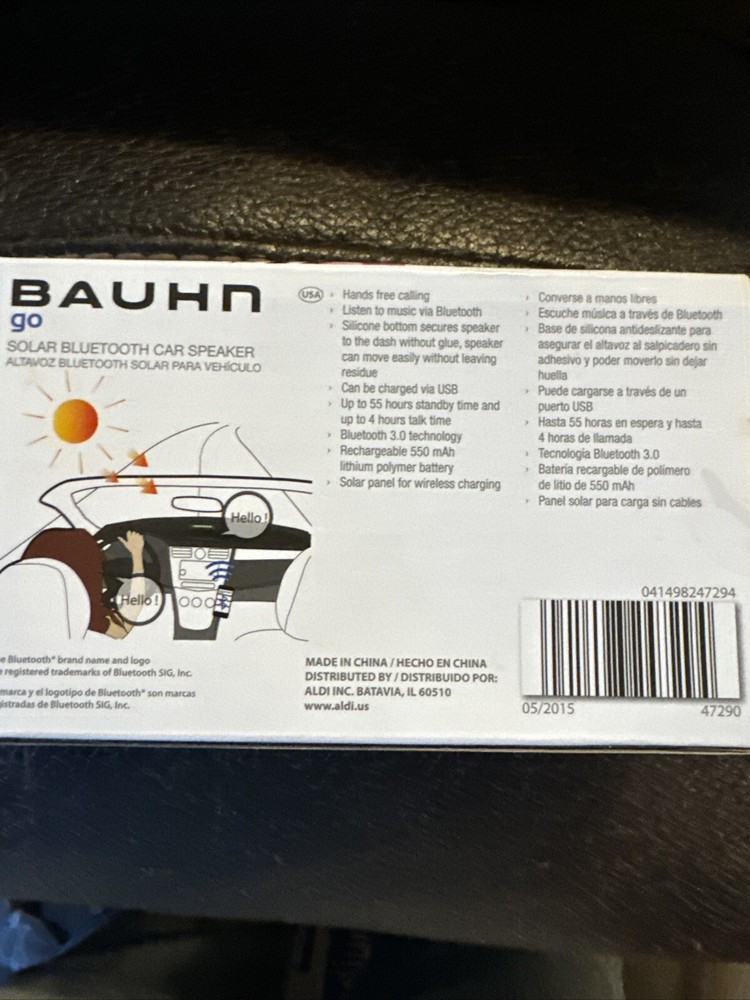 BAUHN
go
SOLAR BLUETOOTH CAR SPEAKER
ALTAVOZ BLUETOOTH SOLAR PARA VEHÍCULO
Hello!
Hello!
e Bluetooth® brand name and logo
registered trademarks of Bluetooth SIG, Inc.
marca y el logotipo de Bluetooth® son marcas
istradas de Bluetooth SIG, Inc.
USA
› Hands free calling
› Listen to music via Bluetooth
› Silicone bottom secures speaker
to the dash without glue, speaker
can move easily without leaving
residue
› Can be charged via USB
› Up to 55 hours standby time and
up to 4 hours talk time
› Bluetooth 3.0 technology
› Rechargeable 550 mAh
lithium polymer battery
› Solar panel for wireless charging
› Converse a manos libres
› Escuche música a través de Bluetooth
› Base de silicona antideslizante para
asegurar el altavoz al salpicadero sin
adhesivo y poder moverlo sin dejar
huella
› Puede cargarse a través de un
puerto USB
› Hasta 55 horas en espera y hasta
4 horas de llamada
› Tecnología Bluetooth 3.0
› Batería recargable de polímero
de litio de 550 mAh
› Panel solar para carga sin cables
MADE IN CHINA / HECHO EN CHINA
DISTRIBUTED BY / DISTRIBUIDO POR:
ALDI INC. BATAVIA, IL 60510
www.aldi.us
041498247294
05/2015 47290